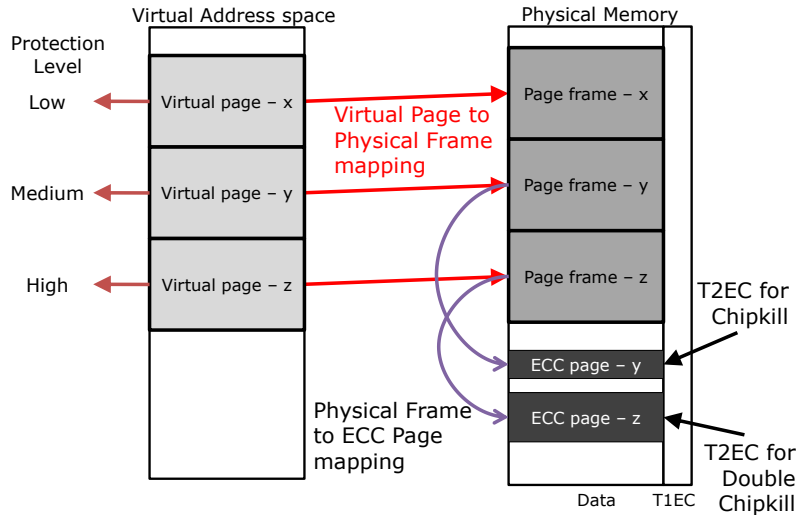 Virtual Address space
Physical Memory
Protection
Level
Low
Virtual page – x
Page frame – x
Virtual Page to
Physical Frame
mapping
Medium
Virtual page – y
Page frame – y
High
Virtual page – z
Page frame – z
T2EC for
Chipkill
ECC page – y
Physical Frame
to ECC Page
mapping
ECC page – z
T2EC for
Double
Chipkill
Data
T1EC